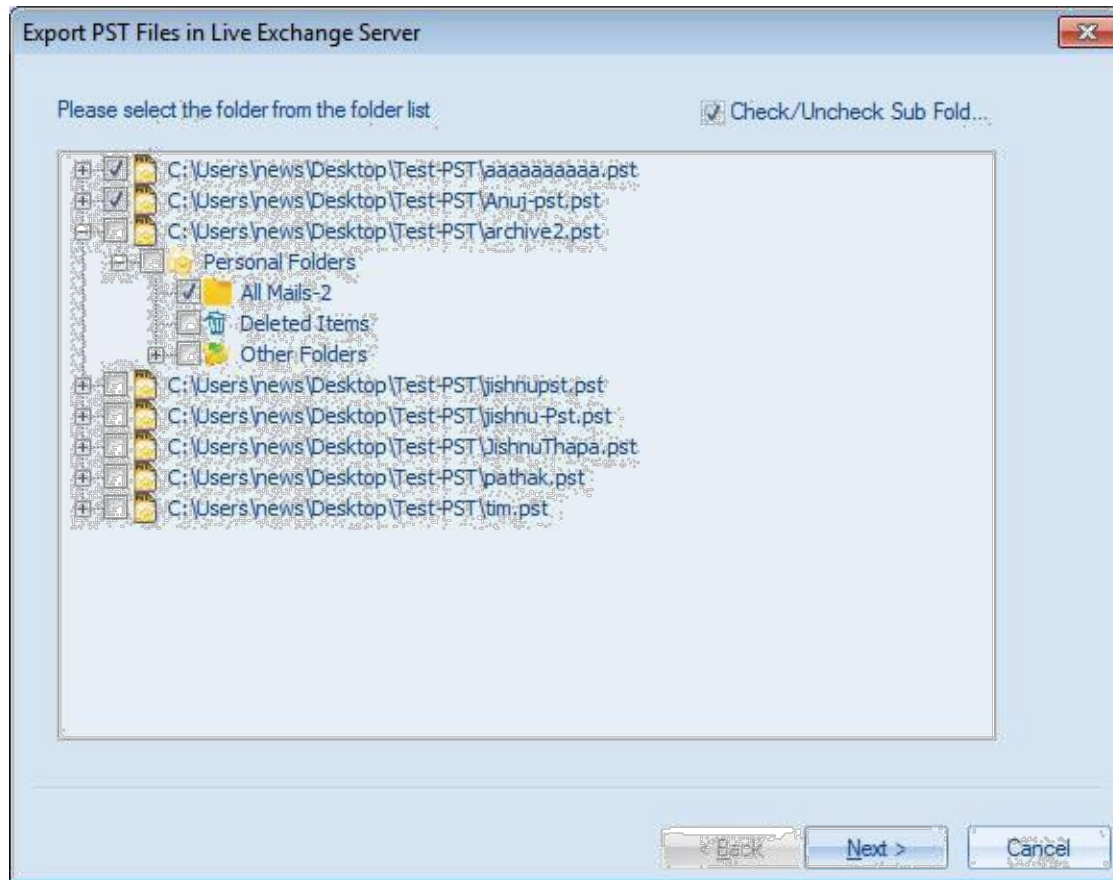 Export PST Files in Live Exchange Server
Please select the folder from the folder list
Check/Uncheck Sub Fold...
C:\Users\news\Desktop\Test-PST\aaaaaaaaaa.pst
C:\Users\news\Desktop\Test-PST\Anuj-pst.pst
C:\Users\news\Desktop\Test-PST\archive2.pst
Personal Folders
All Mails-2
Deleted Items
Other Folders
C:\Users\news\Desktop\Test-PST\jishnupst.pst
C:\Users\news\Desktop\Test-PST\jishnu-Pst.pst
C:\Users\news\Desktop\Test-PST\JishnuThapa.pst
C:\Users\news\Desktop\Test-PST\pathak.pst
C:\Users\news\Desktop\Test-PST\tim.pst
< Back
Next >
Cancel